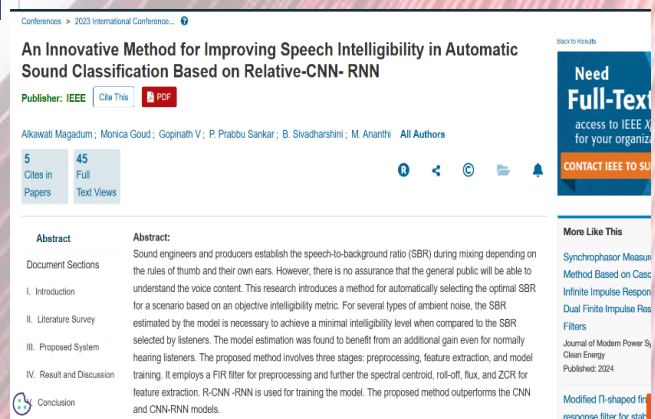 Conferences > 2023 International Conference...
Back to Results
An Innovative Method for Improving Speech Intelligibility in Automatic
Sound Classification Based on Relative-CNN- RNN
Publisher: IEEE
Cite This
PDF
Alkawati Magadum ; Monica Goud ; Gopinath V ; P. Prabbu Sankar ; B. Sivadharshini ; M. Ananthi All Authors
5
Cites in
Papers
45
Full
Text Views
Need
Full-Text
access to IEEE X
for your organiza
CONTACT IEEE TO SU
Abstract
Document Sections
I. Introduction
II. Literature Survey
III. Proposed System
IV. Result and Discussion
Conclusion
Abstract:
Sound engineers and producers establish the speech-to-background ratio (SBR) during mixing depending on
the rules of thumb and their own ears. However, there is no assurance that the general public will be able to
understand the voice content. This research introduces a method for automatically selecting the optimal SBR
for a scenario based on an objective intelligibility metric. For several types of ambient noise, the SBR
estimated by the model is necessary to achieve a minimal intelligibility level when compared to the SBR
selected by listeners. The model estimation was found to benefit from an additional gain even for normally
hearing listeners. The proposed method involves three stages: preprocessing, feature extraction, and model
training. It employs a FIR filter for preprocessing and further the spectral centroid, roll-off, flux, and ZCR for
feature extraction. R-CNN -RNN is used for training the model. The proposed method outperforms the CNN
and CNN-RNN models.
More Like This
Synchrophasor Measure
Method Based on Casc
Infinite Impulse Respon
Dual Finite Impulse Res
Filters
Journal of Modern Power Sy
Clean Energy
Published: 2024
Modified Π-shaped fin
response filter for stab